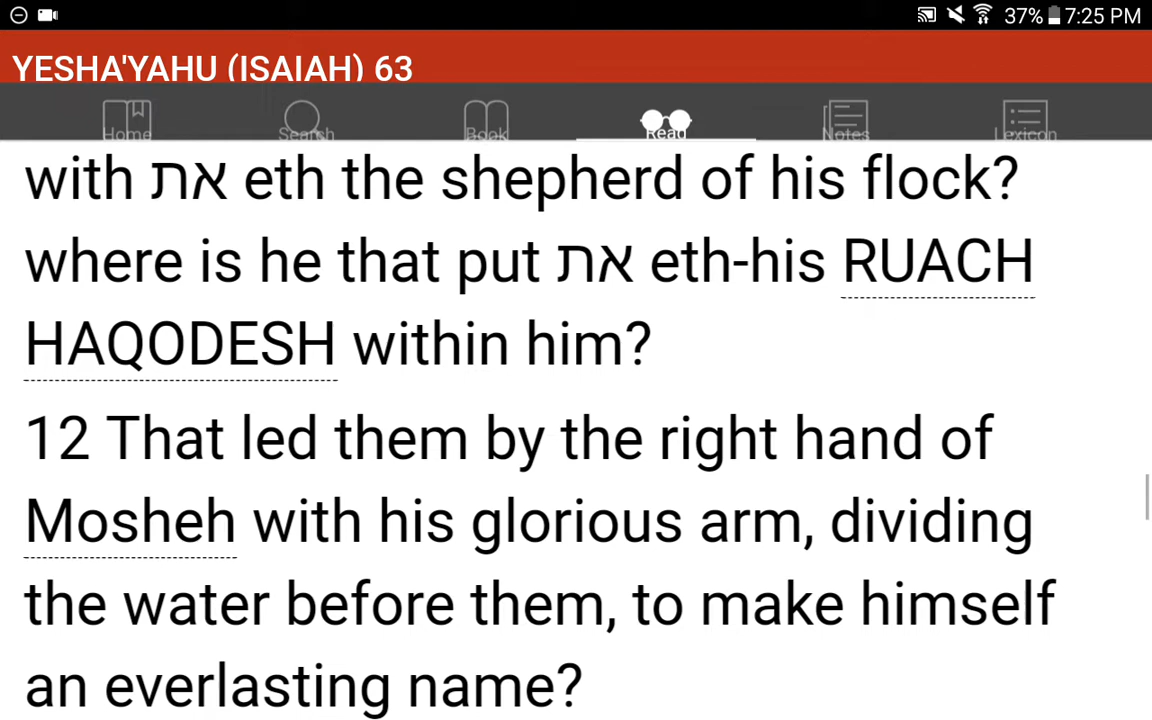 37% 7:25 PM
YESHA'YAHU (ISAIAH) 63
Home Search Book Read Notes Lexicon
with את eth the shepherd of his flock?
where is he that put את eth-his RUACH
HAQODESH within him?
12 That led them by the right hand of
Mosheh with his glorious arm, dividing
the water before them, to make himself
an everlasting name?